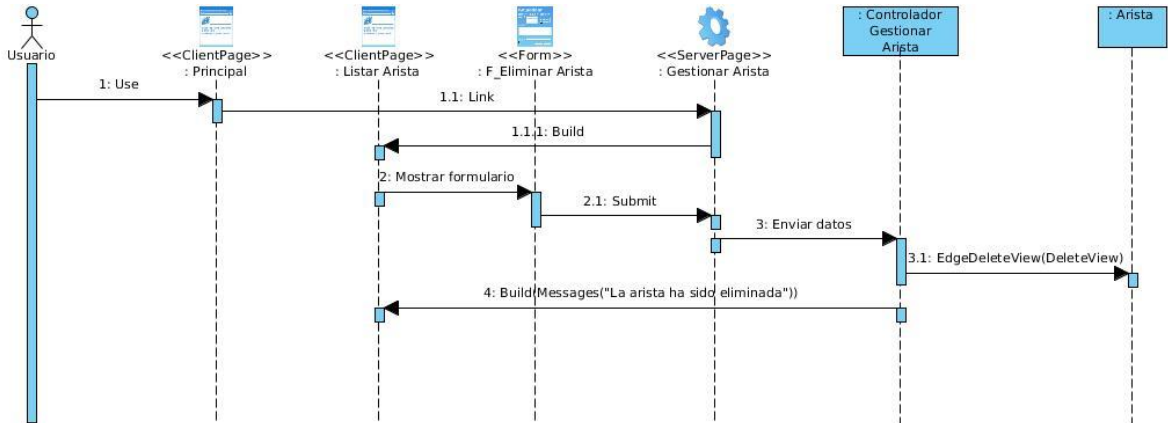 Usuario
<<ClientPage>>
: Principal
<<ClientPage>>
: Listar Arista
<<Form>>
: F_Eliminar Arista
<<ServerPage>>
: Gestionar Arista
: Controlador
Gestionar
Arista
: Arista
1: Use
1.1: Link
1.1.1: Build
2: Mostrar formulario
2.1: Submit
3: Enviar datos
3.1: EdgeDeleteView(DeleteView)
4: Build(Messages("La arista ha sido eliminada"))